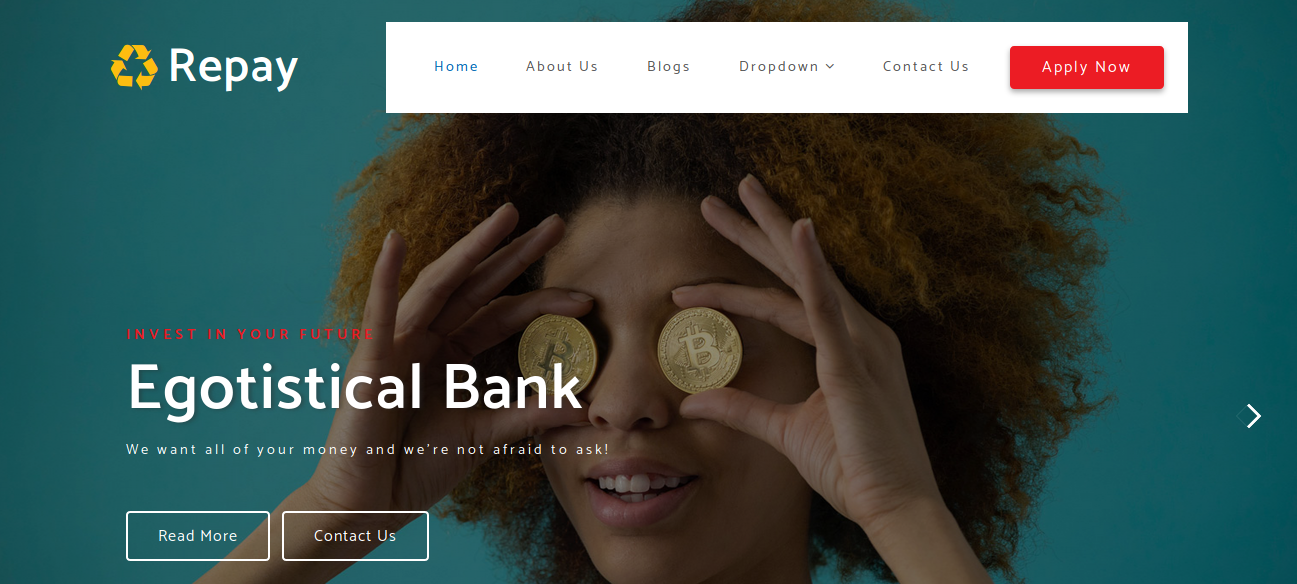 Repay
Home About Us Blogs Dropdown Contact Us Apply Now
INVEST IN YOUR FUTURE
Egotistical Bank
We want all of your money and we're not afraid to ask!
Read More Contact Us